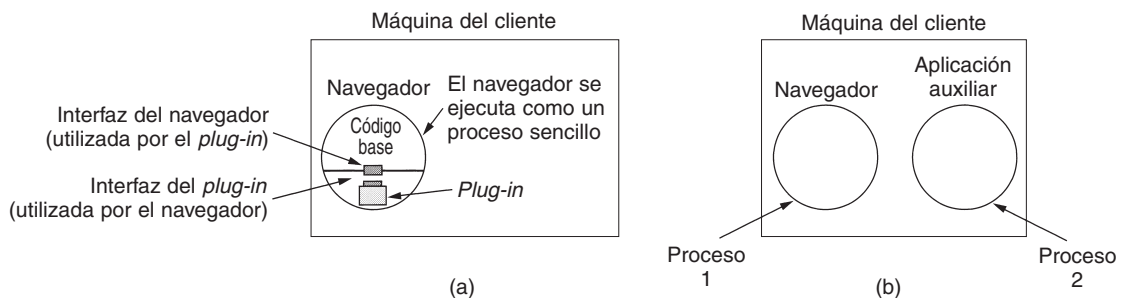 Máquina del cliente
Navegador
El navegador se
ejecuta como un
proceso sencillo
Interfaz del navegador
(utilizada por el plug-in)
Código
base
Interfaz del plug-in
(utilizada por el navegador)
Plug-in
(a)
Máquina del cliente
Navegador
Aplicación
auxiliar
Proceso
1
Proceso
2
(b)